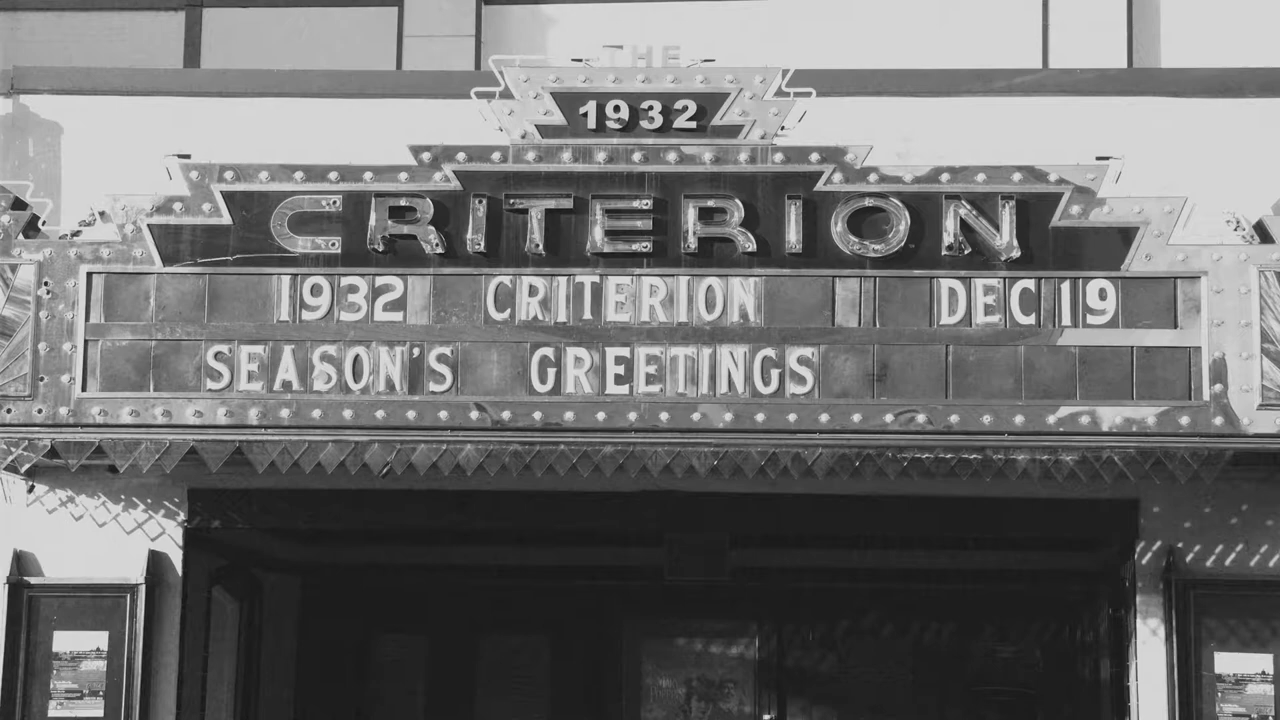 THE
1932
CRITERION
1932 CRITERION DEC 19
SEASON'S GREETINGS